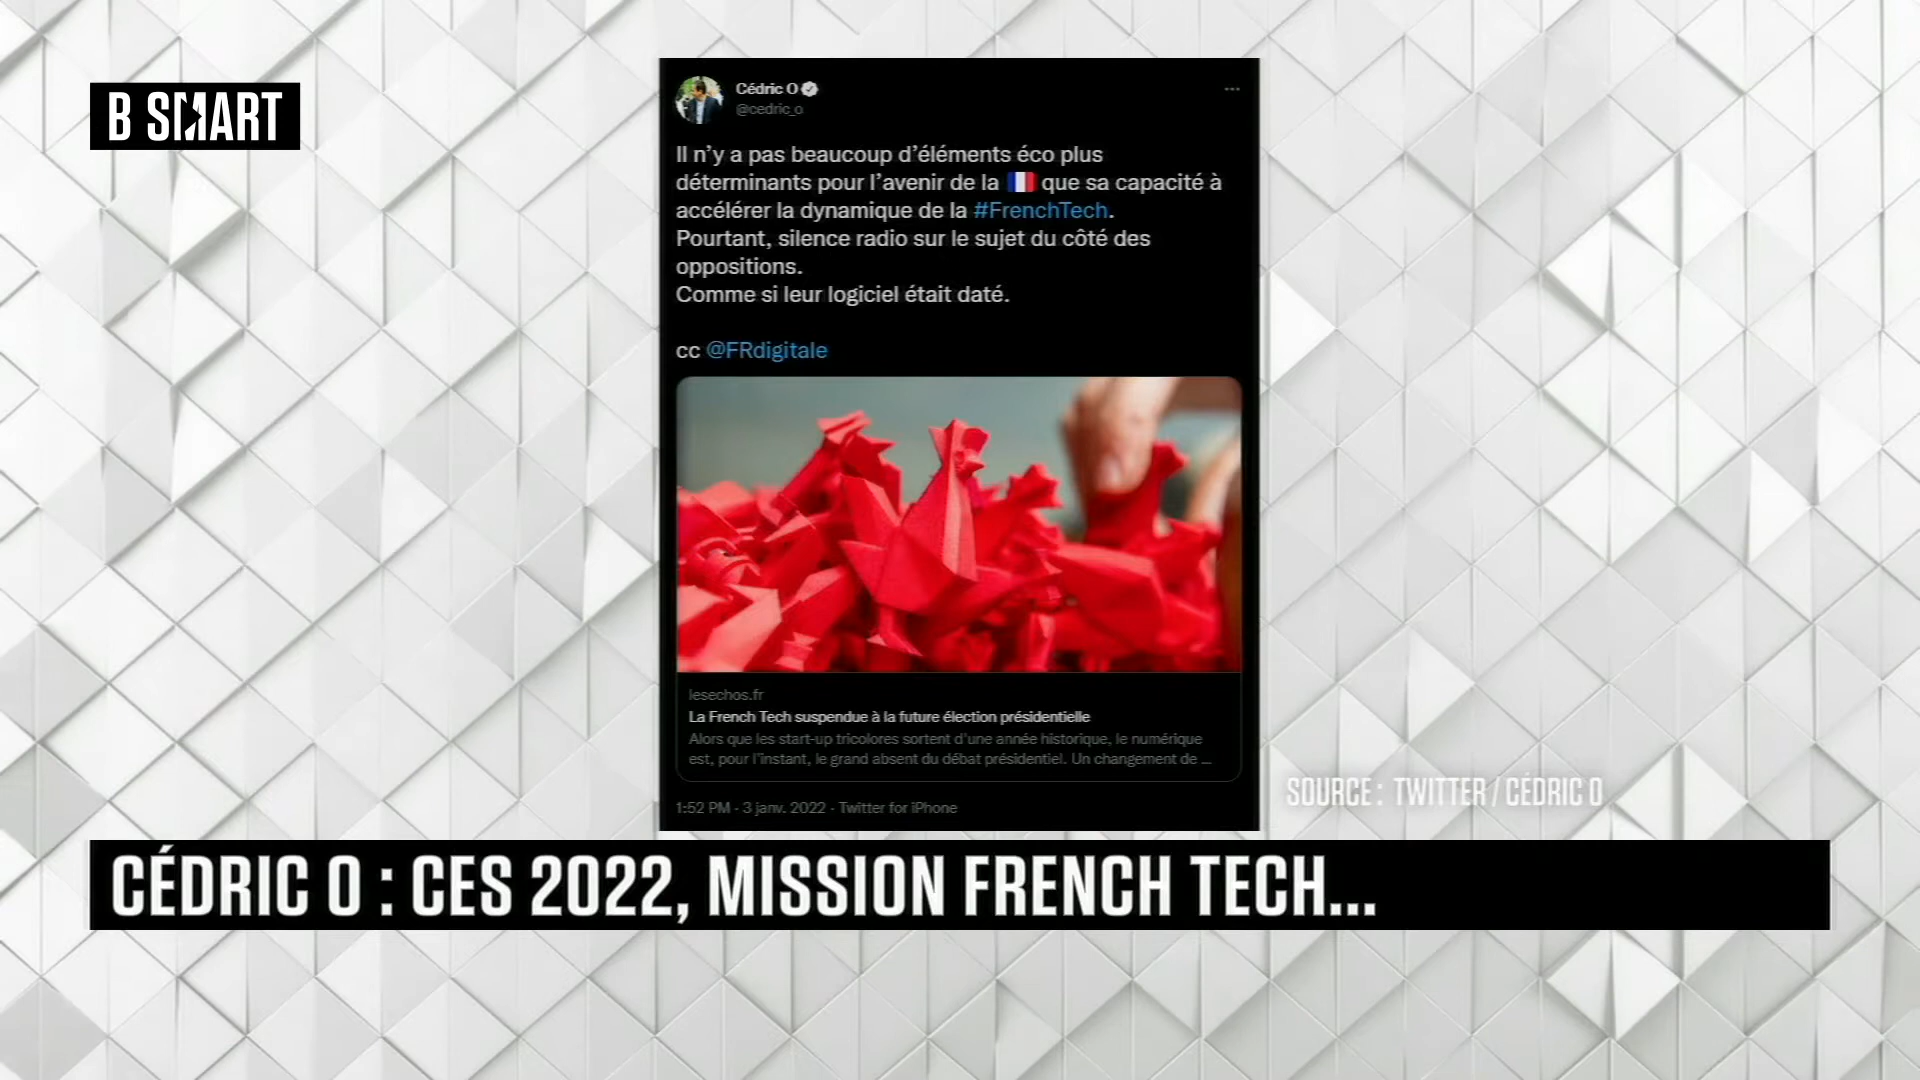 B SMART
Cédric O
@cedric_o
Il n’y a pas beaucoup d’éléments éco plus
déterminants pour l’avenir de la 🇫🇷 que sa capacité à
accélérer la dynamique de la #FrenchTech.
Pourtant, silence radio sur le sujet du côté des
oppositions.
Comme si leur logiciel était daté.
cc @FRdigitale
lesechos.fr
La French Tech suspendue à la future élection présidentielle
Alors que les start-up tricolores sortent d’une année historique, le numérique
est, pour l’instant, le grand absent du débat présidentiel. Un changement de ...
1:52 PM · 3 janv. 2022 · Twitter for iPhone
SOURCE : TWITTER / CÉDRIC O
CÉDRIC O : CES 2022, MISSION FRENCH TECH...